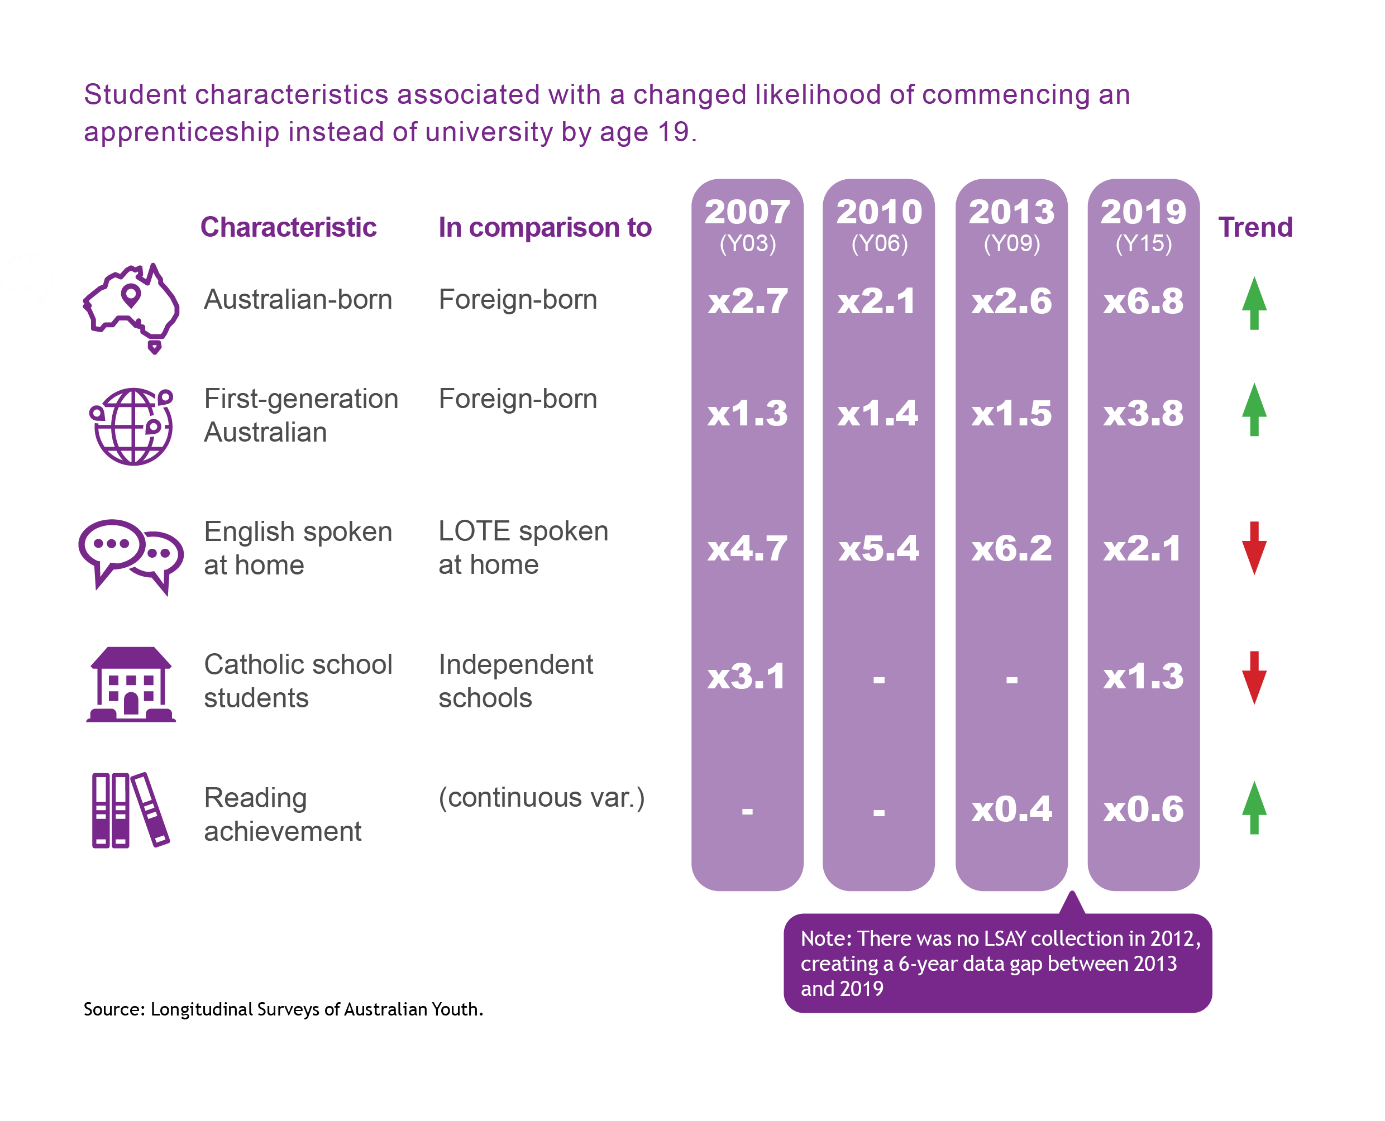 Student characteristics associated with a changed likelihood of commencing an
apprenticeship instead of university by age 19.
Characteristic In comparison to 2007 (Y03) 2010 (Y06) 2013 (Y09) 2019 (Y15) Trend
Australian-born Foreign-born x2.7 x2.1 x2.6 x6.8
First-generation Foreign-born
Australian x1.3 x1.4 x1.5 x3.8
English spoken LOTE spoken
at home at home x4.7 x5.4 x6.2 x2.1
Catholic school Independent
students schools x3.1 - - x1.3
Reading (continuous var.)
achievement - - x0.4 x0.6
Note: There was no LSAY collection in 2012,
creating a 6-year data gap between 2013
and 2019
Source: Longitudinal Surveys of Australian Youth.